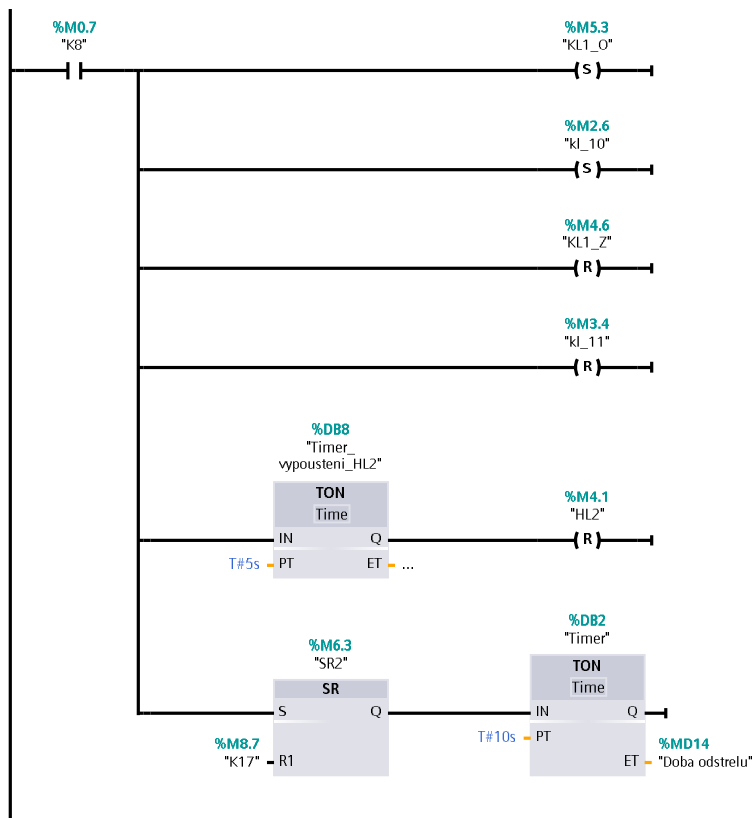 %M0.7
"K8"
%M5.3
"KL1_O"
S
%M2.6
"kl_10"
S
%M4.6
"KL1_Z"
R
%M3.4
"kl_11"
R
%DB8
"Timer_
vypousteni_HL2"
TON
Time
IN Q
T#5s PT ET ...
%M4.1
"HL2"
R
%M6.3
"SR2"
SR
S Q
%M8.7
"K17" R1
%DB2
"Timer"
TON
Time
IN Q
T#10s PT
%MD14
ET "Doba odstrelu"